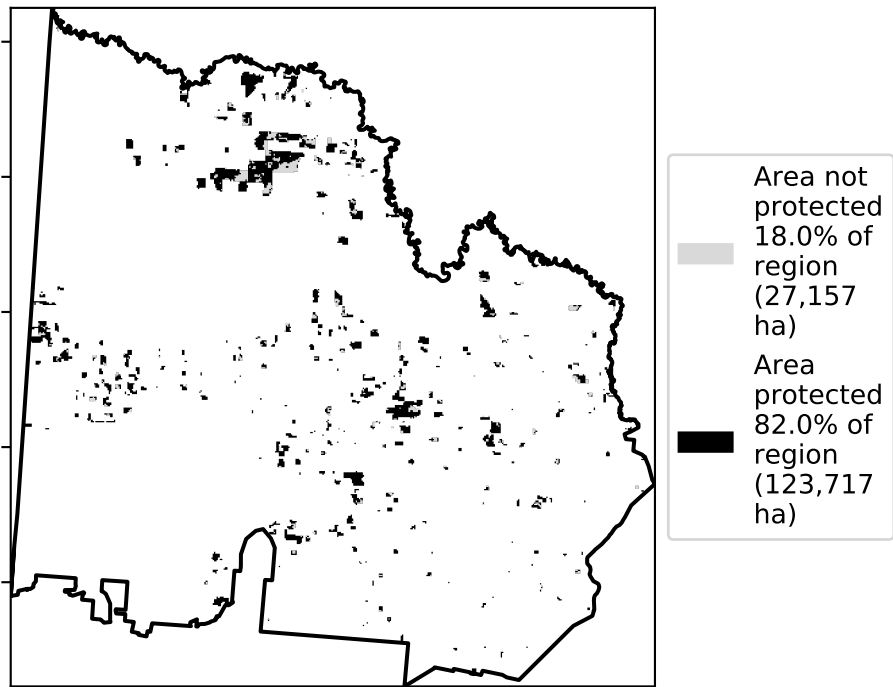 Area not
protected
18.0% of
region
(27,157
ha)
Area
protected
82.0% of
region
(123,717
ha)